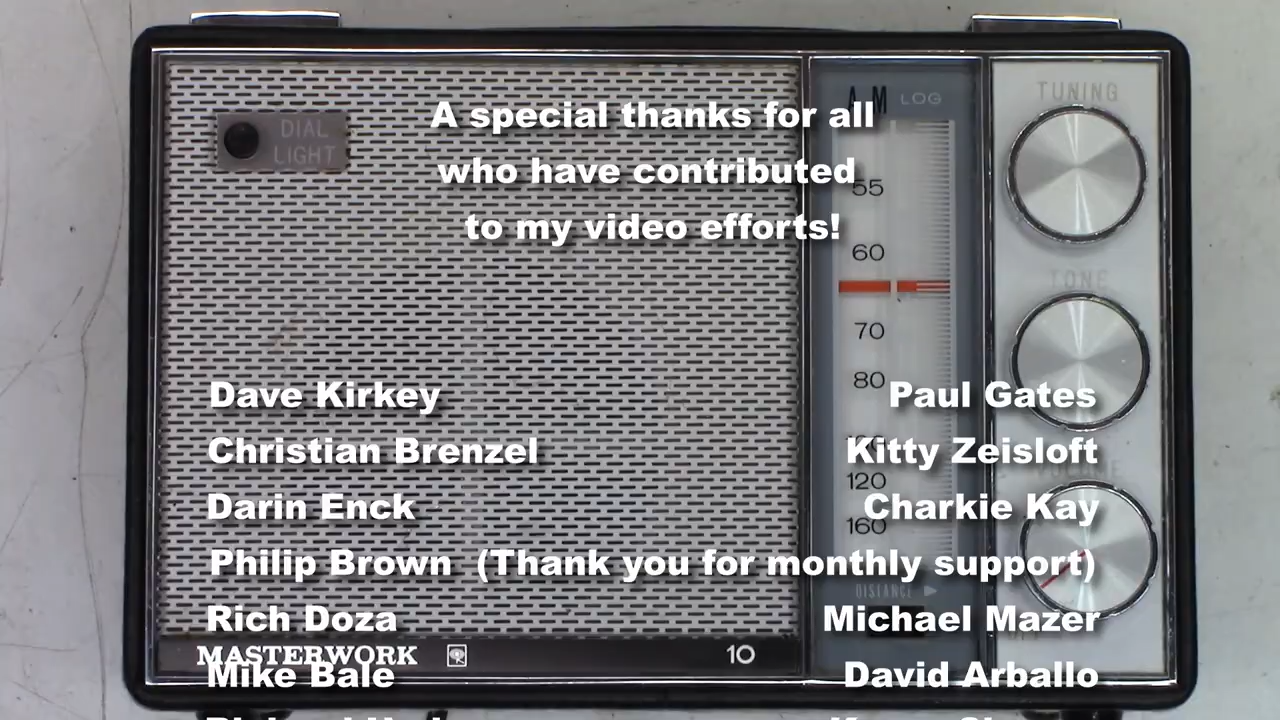 A special thanks for all
who have contributed
to my video efforts!
AM LOG
TUNING
DIAL
LIGHT
55
60
TONE
70
80
Dave Kirkey Paul Gates
Christian Brenzel Kitty Zeisloft
120
Darin Enck Charkie Kay
160
Philip Brown (Thank you for monthly support)
DISTANCE
Rich Doza Michael Mazer
MASTERWORK 10
Mike Bale David Arballo